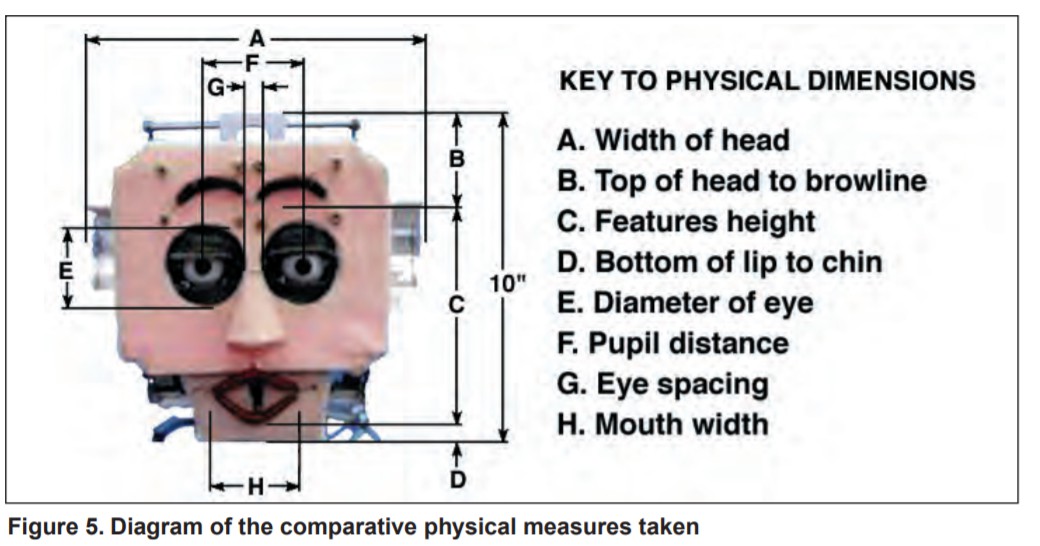 A
F
G
B
E
10"
C
D
H
KEY TO PHYSICAL DIMENSIONS
A. Width of head
B. Top of head to browline
C. Features height
D. Bottom of lip to chin
E. Diameter of eye
F. Pupil distance
G. Eye spacing
H. Mouth width
Figure 5. Diagram of the comparative physical measures taken